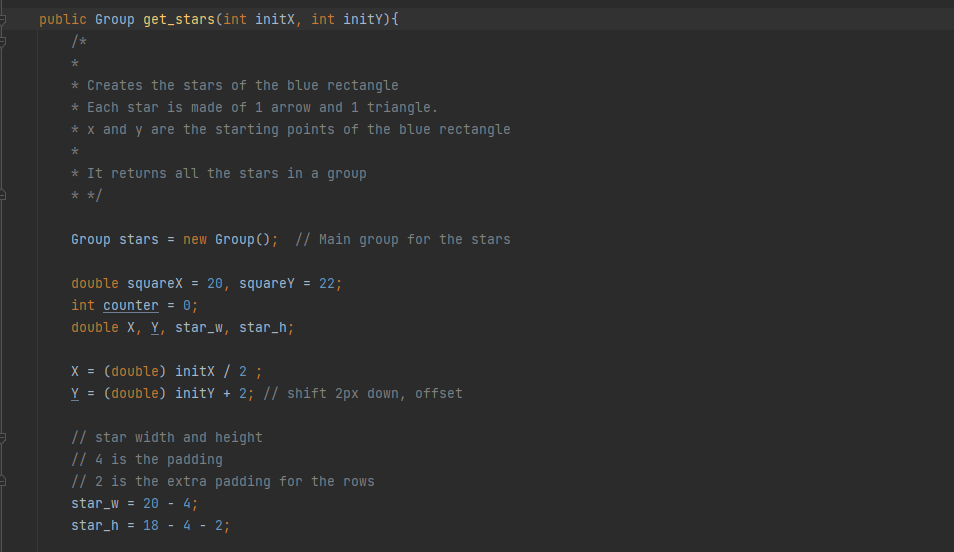 public Group get_stars(int initX, int initY){
/*
*
* Creates the stars of the blue rectangle
* Each star is made of 1 arrow and 1 triangle.
* x and y are the starting points of the blue rectangle
*
* It returns all the stars in a group
* */
Group stars = new Group();  // Main group for the stars
double squareX = 20, squareY = 22;
int counter = 0;
double X, Y, star_w, star_h;
X = (double) initX / 2 ;
Y = (double) initY + 2; // shift 2px down, offset
// star width and height
// 4 is the padding
// 2 is the extra padding for the rows
star_w = 20 - 4;
star_h = 18 - 4 - 2;